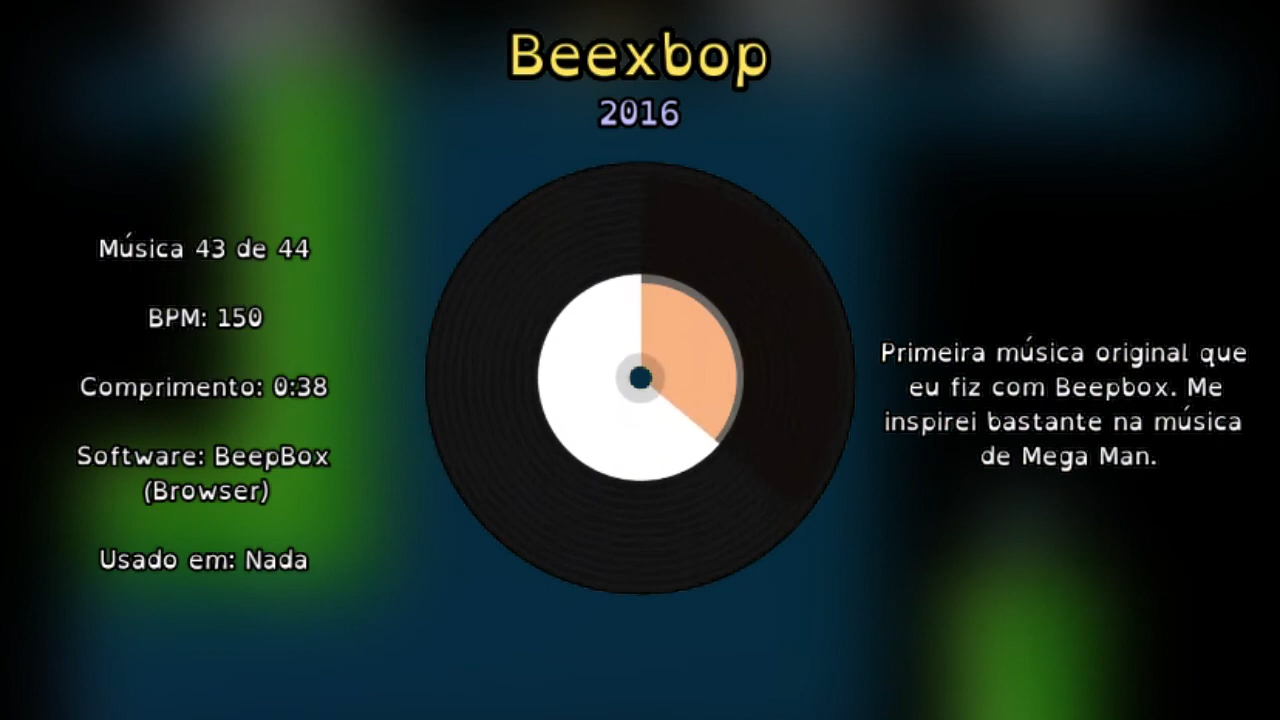 Beexbop
2016
Música 43 de 44
BPM: 150
Comprimento: 0:38
Software: BeepBox
(Browser)
Usado em: Nada
Primeira música original que
eu fiz com Beepbox. Me
inspirei bastante na música
de Mega Man.